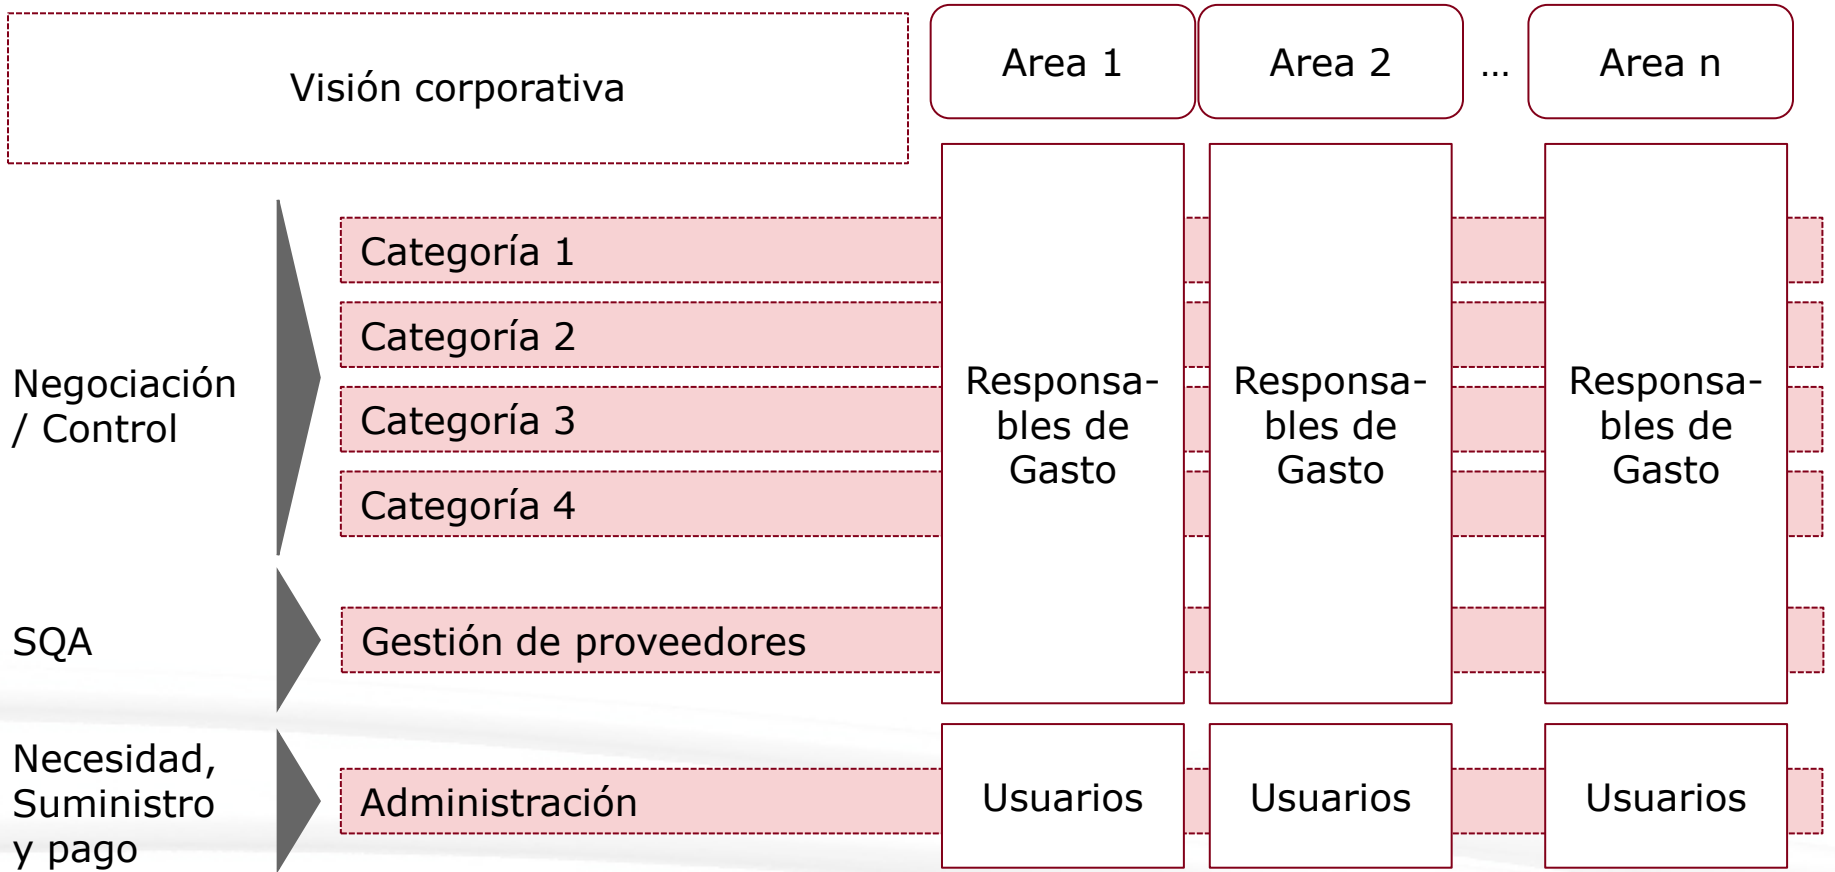 Visión corporativa
Area 1
Area 2
...
Area n
Negociación
/ Control
Categoría 1
Categoría 2
Categoría 3
Categoría 4
Responsa-
bles de
Gasto
Responsa-
bles de
Gasto
Responsa-
bles de
Gasto
SQA
Gestión de proveedores
Necesidad,
Suministro
y pago
Administración
Usuarios
Usuarios
Usuarios